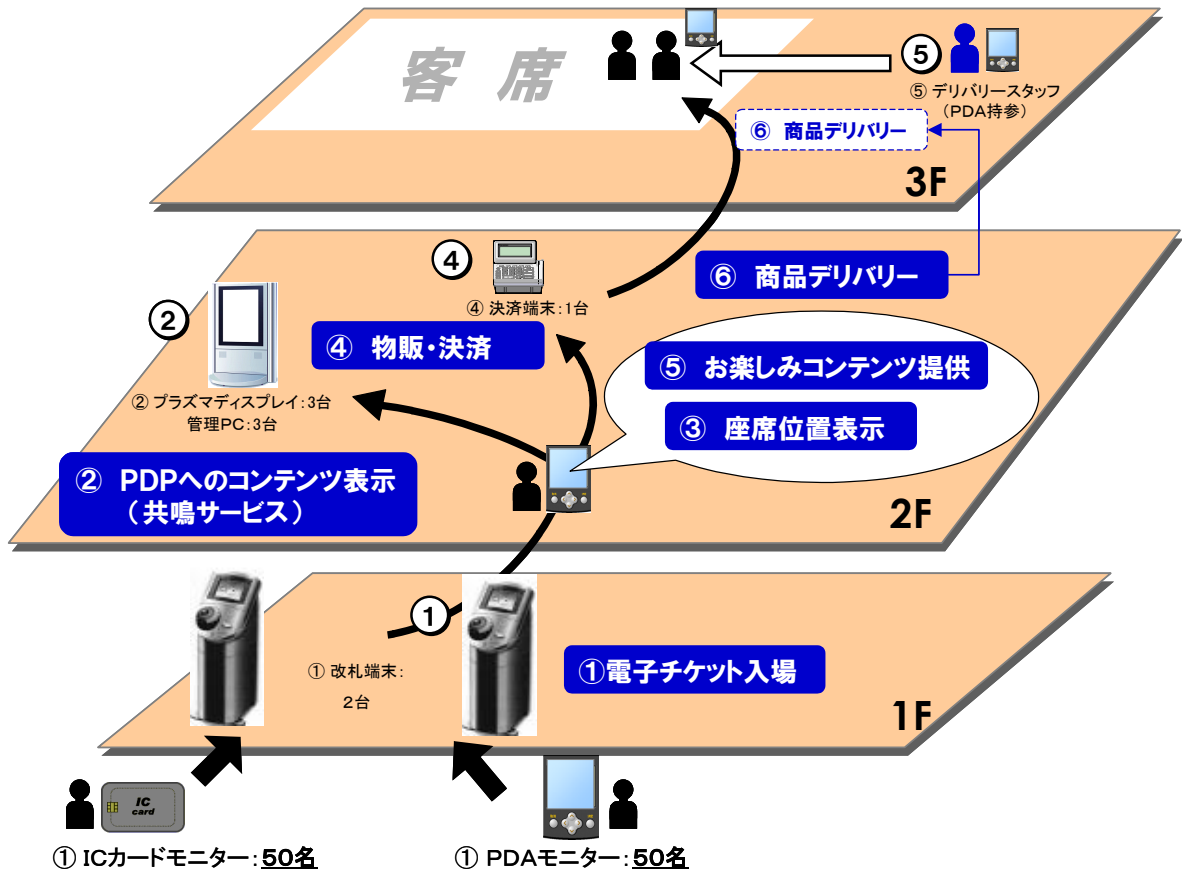 客 席
⑤
⑤ デリバリースタッフ
（PDA持参）
⑥ 商品デリバリー
3F
④
④ 決済端末：1台
⑥ 商品デリバリー
②
④ 物販・決済
⑤ お楽しみコンテンツ提供
② プラズマディスプレイ：3台
管理PC：3台
③ 座席位置表示
② PDPへのコンテンツ表示
（共鳴サービス）
2F
①
① 改札端末：
2台
①電子チケット入場
1F
IC
card
① ICカードモニター：50名
① PDAモニター：50名